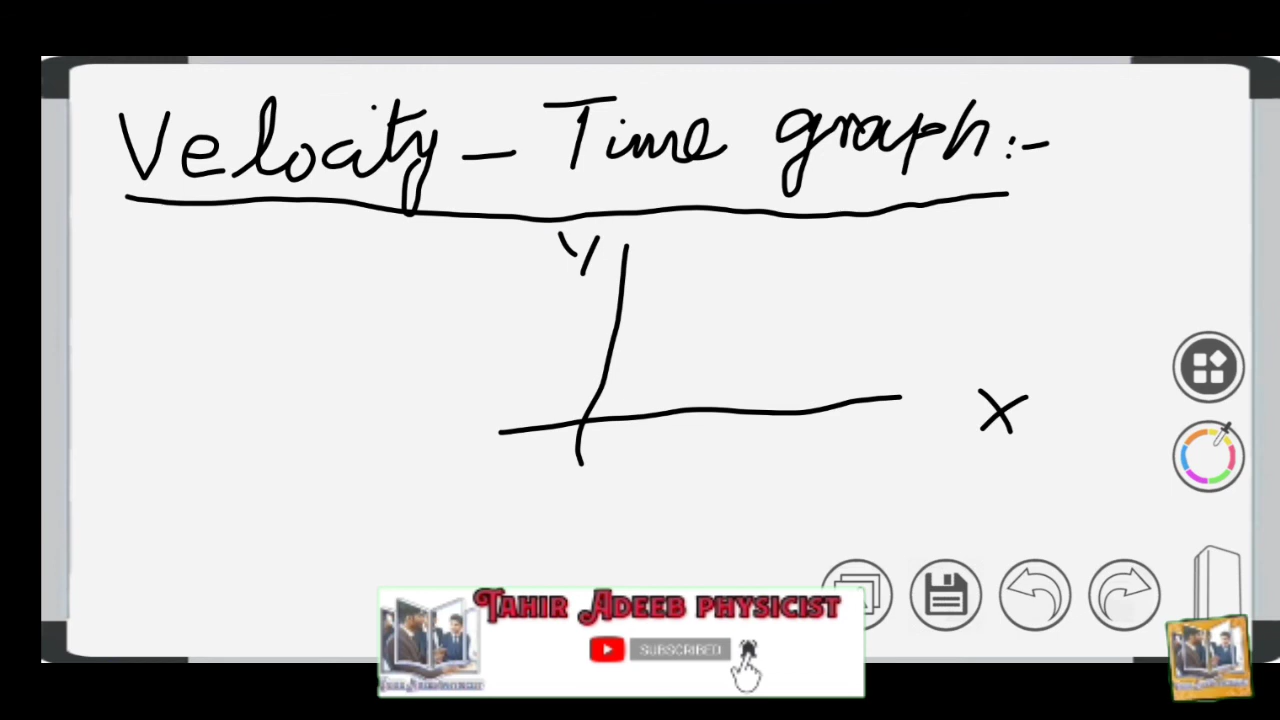 Velocity - Time graph:-
Y
X
TAHIR ADEEB PHYSICIST
SUBSCRIBED